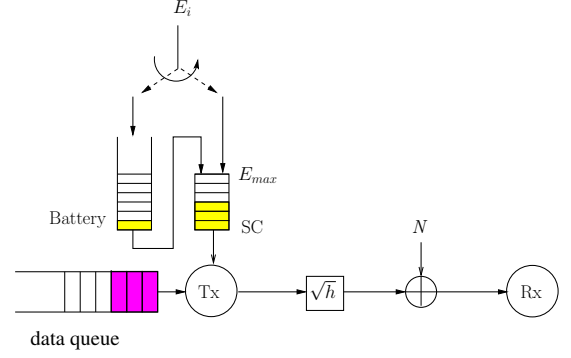 E_i
E_max
Battery
SC
N
Tx
√h
Rx
data queue